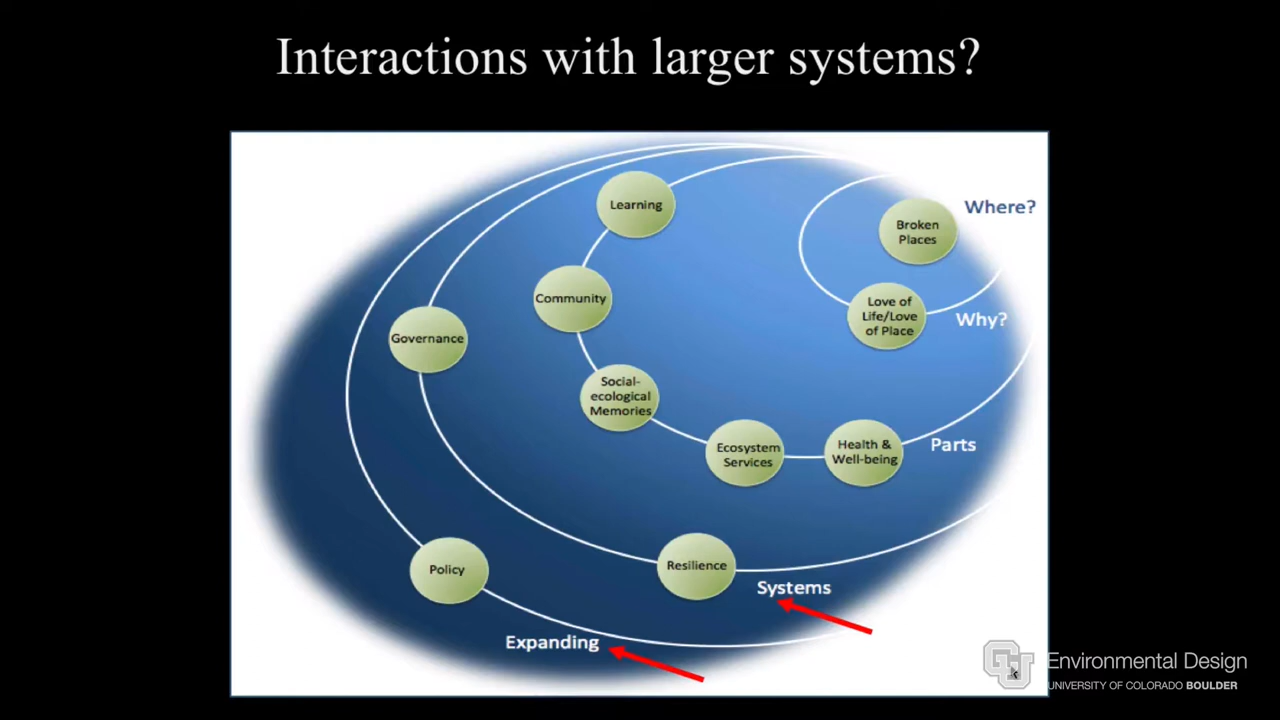 Interactions with larger systems?
Learning
Broken
Places
Where?
Community
Love of
Life/Love
of Place
Why?
Governance
Social-
ecological
Memories
Ecosystem
Services
Health &
Well-being
Parts
Policy
Resilience
Systems
Expanding
CU
Environmental Design
UNIVERSITY OF COLORADO BOULDER